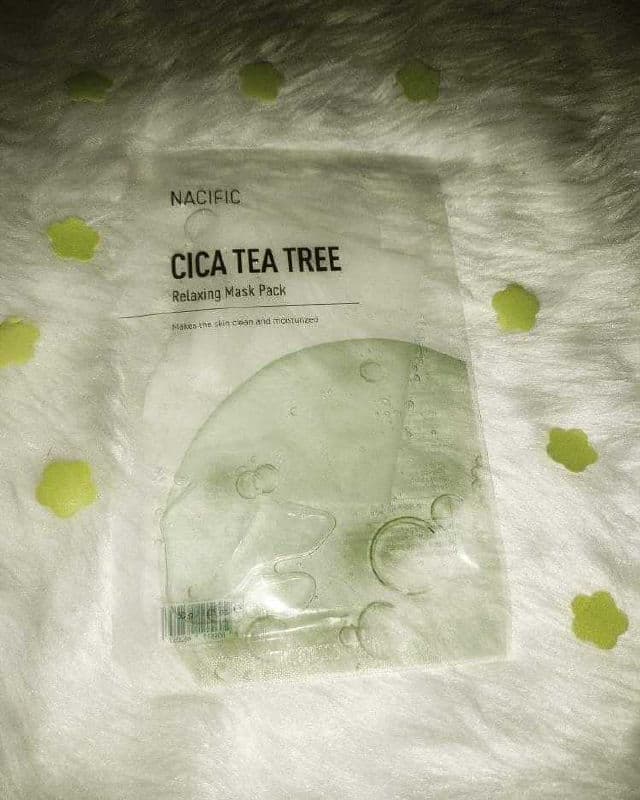 NACIFIC
CICA TEA TREE
Relaxing Mask Pack
Makes the skin clean and moisturized